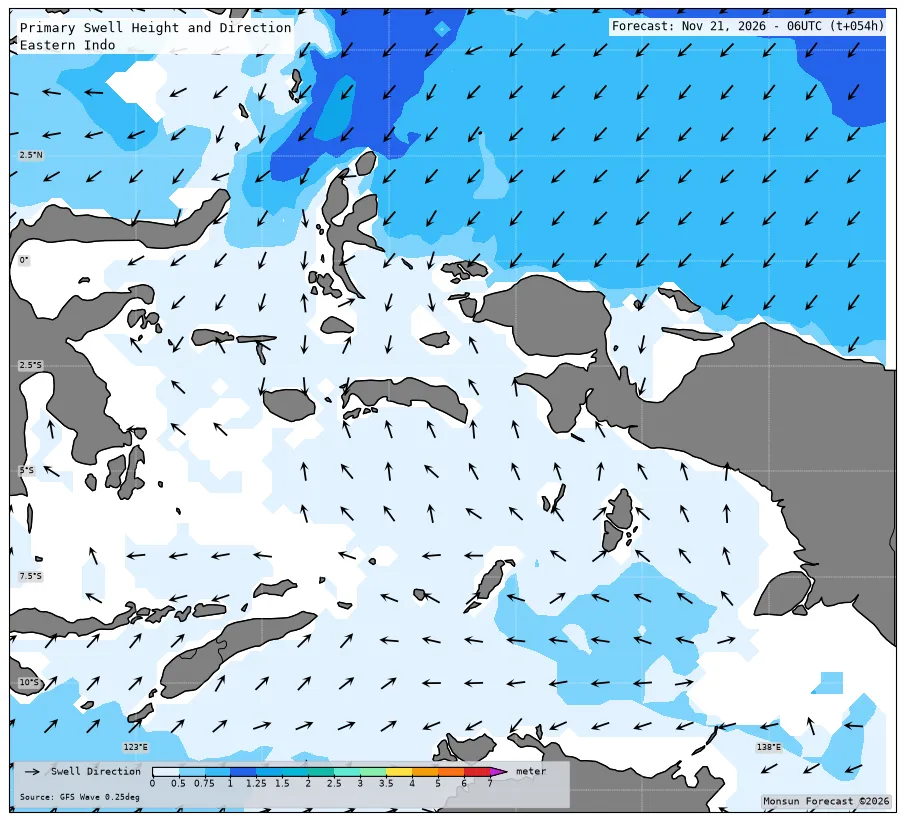 Primary Swell Height and Direction
Eastern Indo
Forecast: Nov 21, 2026 - 06UTC (t+054h)
2.5°N
0°
2.5°S
5°S
7.5°S
10°S
123°E
138°E
Swell Direction
0 0.5 0.75 1 1.25 1.5 2 2.5 3 3.5 4 5 6 7
meter
Source: GFS Wave 0.25deg
Monsun Forecast ©2026